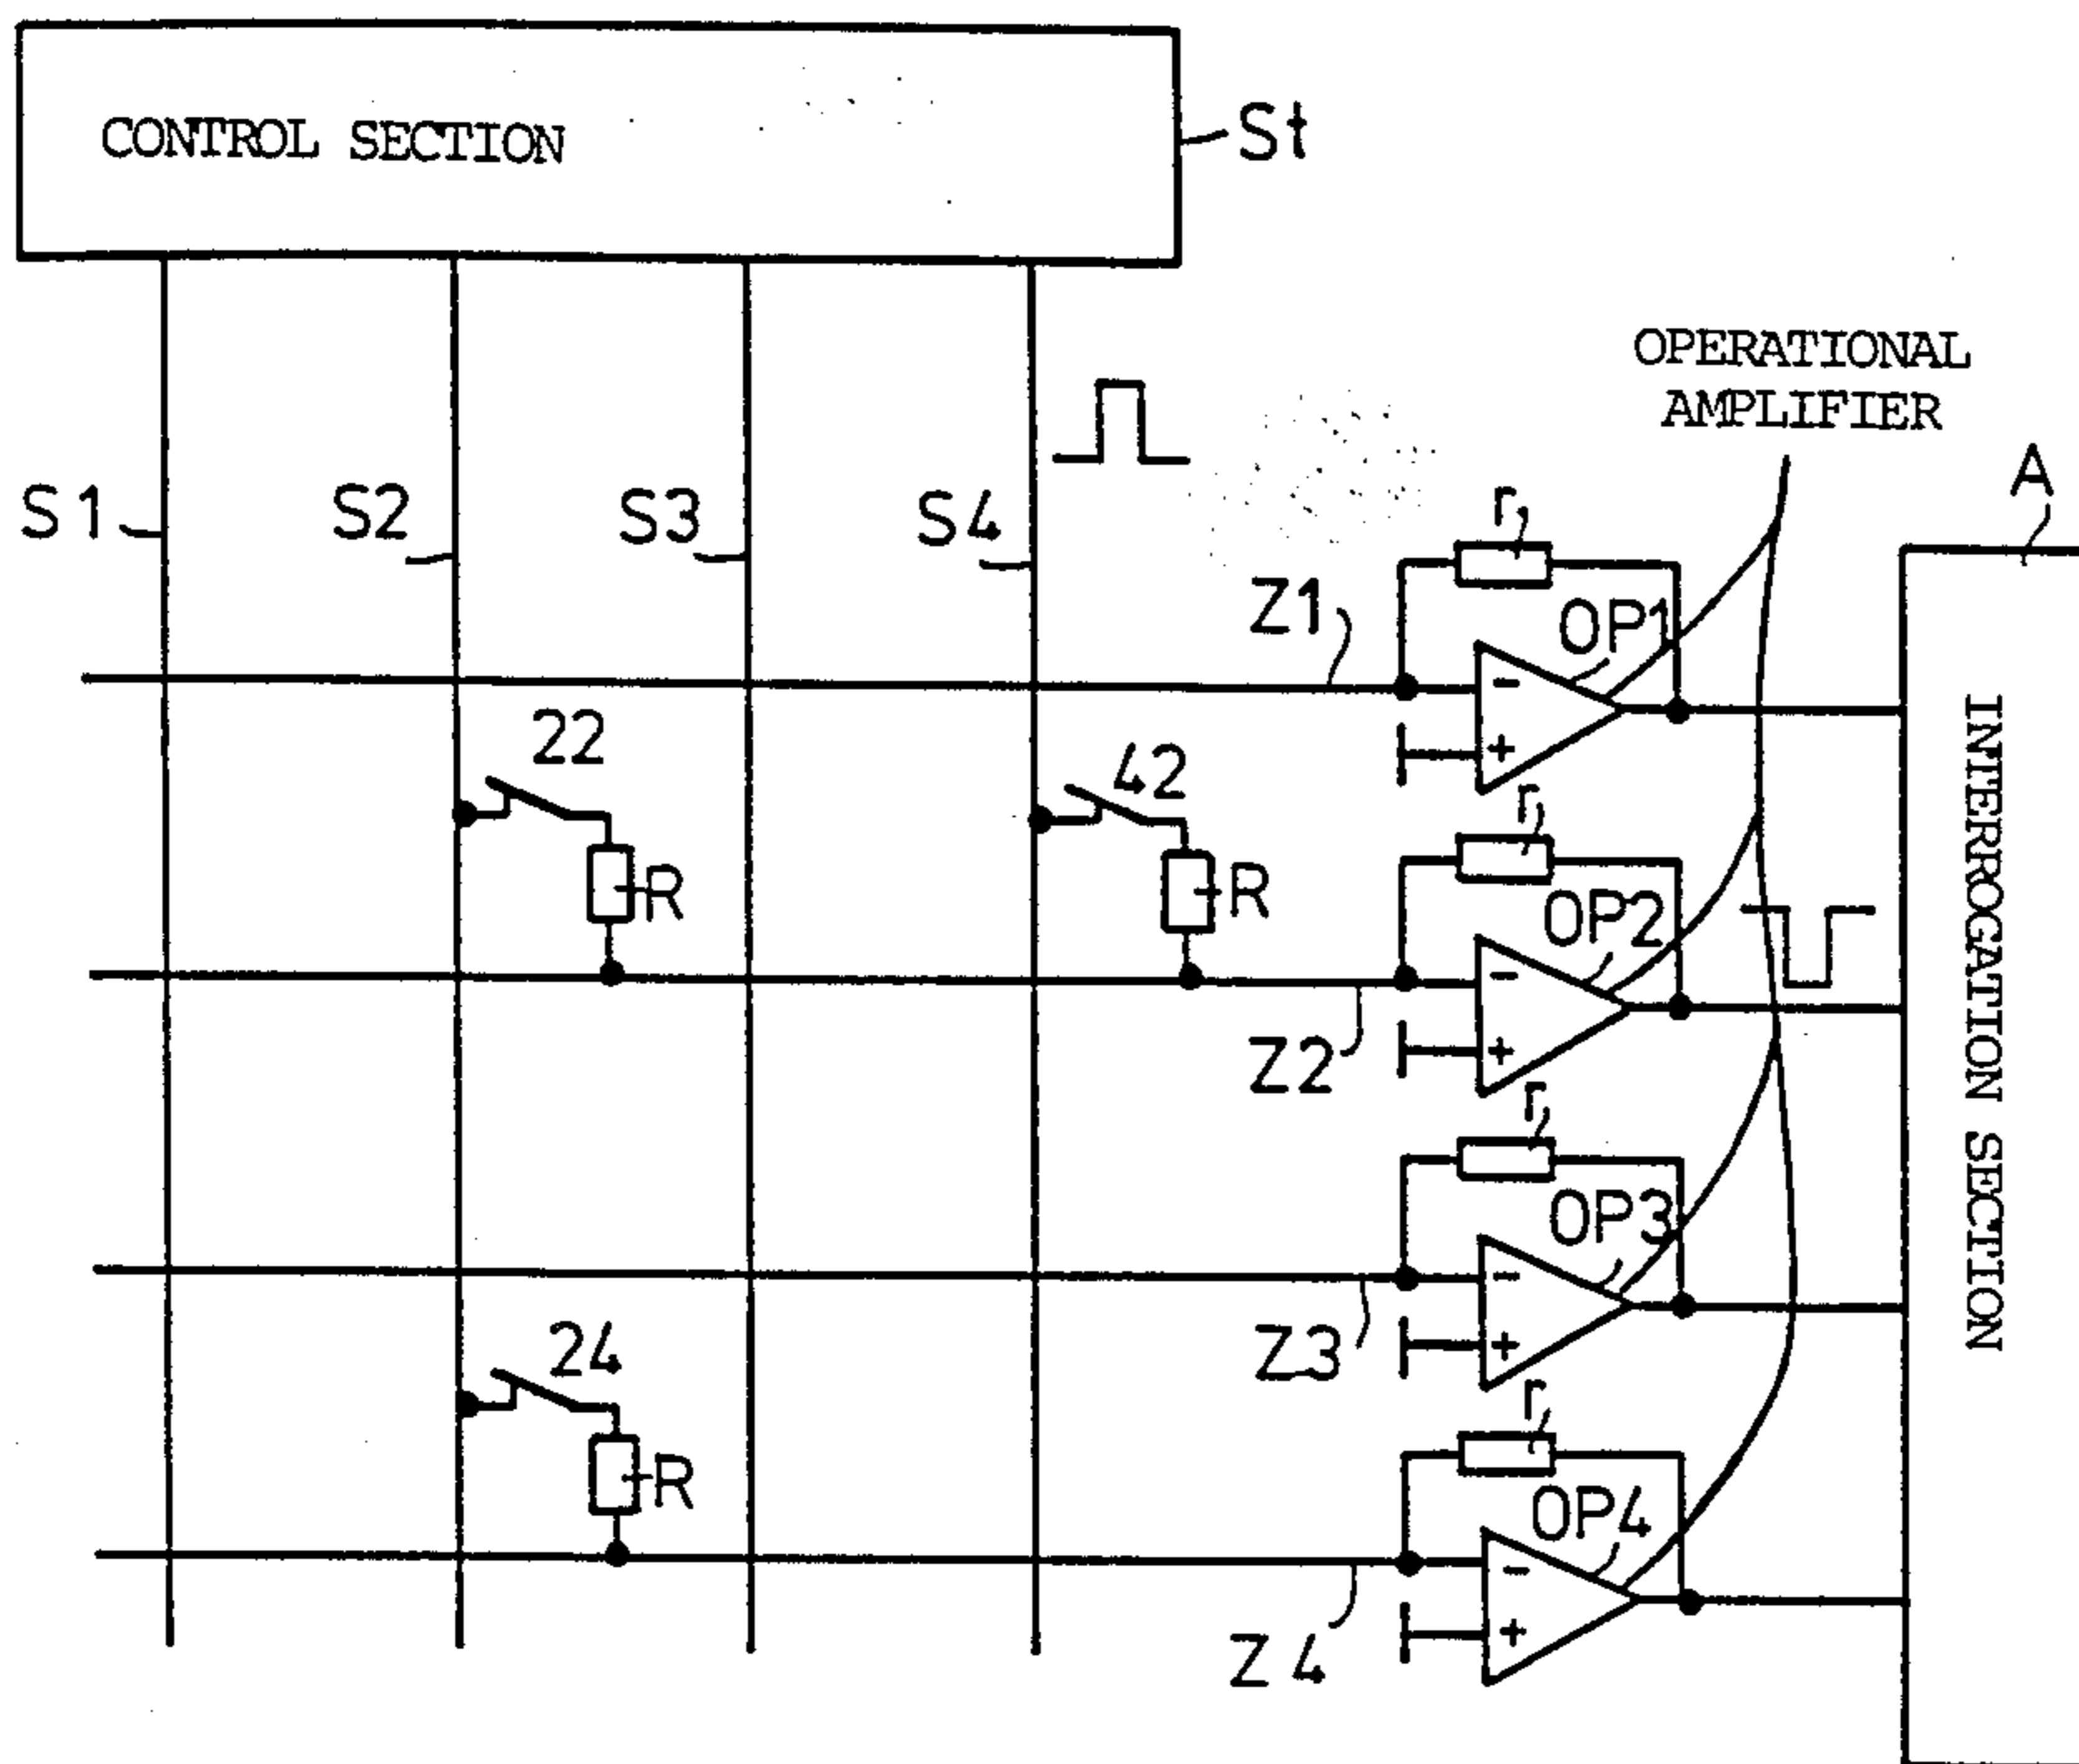 CONTROL SECTION
St
OPERATIONAL
AMPLIFIER
A
S1
S2
S3
S4
r
Z1
OP1
-
+
22
42
r
R
R
OP2
-
+
Z2
INTERROGATION SECTION
r
OP3
-
+
Z3
24
r
R
OP4
-
+
Z4